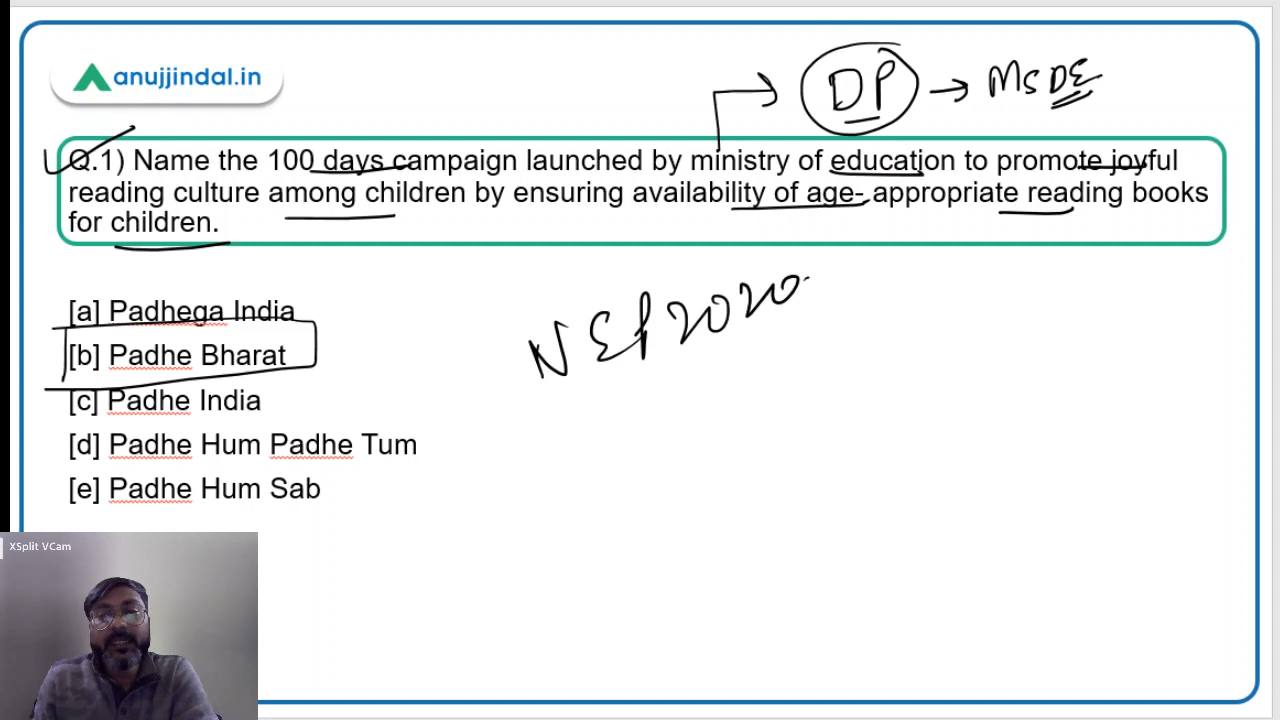 anujjindal.in
DP → MSDE
Q.1) Name the 100 days campaign launched by ministry of education to promote joyful
reading culture among children by ensuring availability of age- appropriate reading books
for children.
[a] Padhega India
[b] Padhe Bharat
[c] Padhe India
[d] Padhe Hum Padhe Tum
[e] Padhe Hum Sab
NEP 2020
XSplit VCam